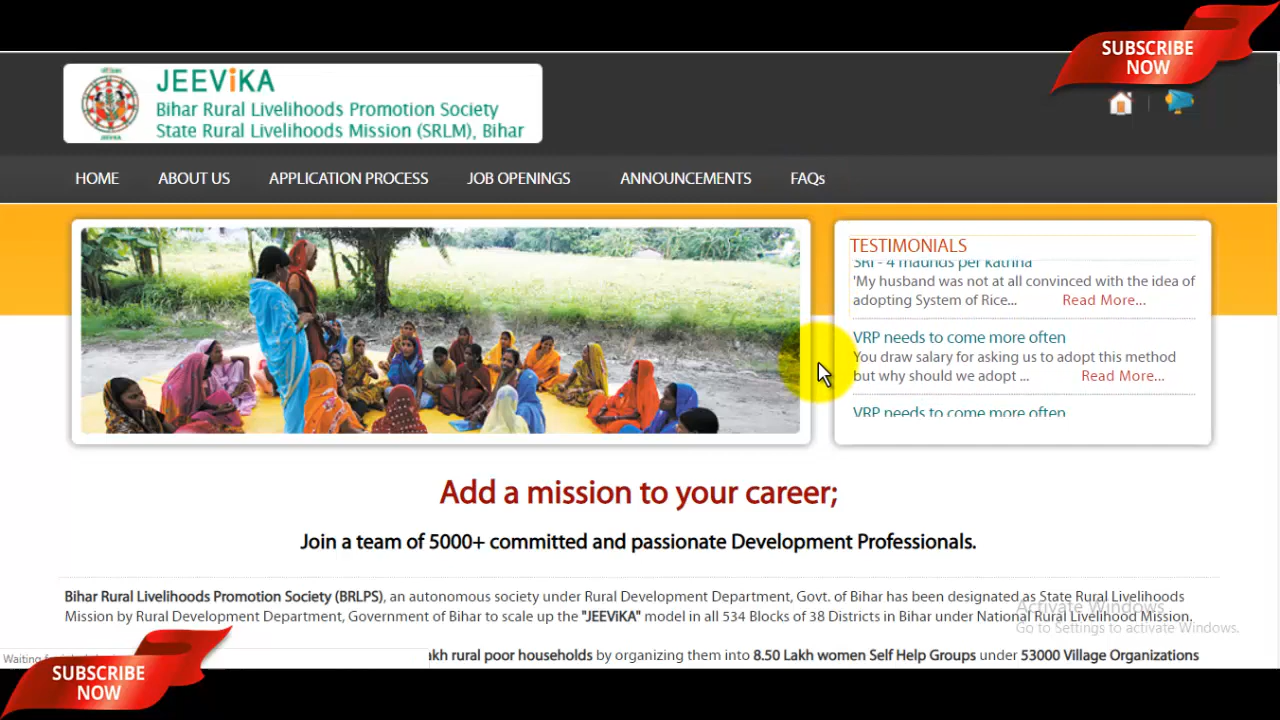 SUBSCRIBE
NOW
JEEViKA
Bihar Rural Livelihoods Promotion Society
State Rural Livelihoods Mission (SRLM), Bihar
HOME ABOUT US APPLICATION PROCESS JOB OPENINGS ANNOUNCEMENTS FAQs
TESTIMONIALS
SRI - 4 maunds per kathha
'My husband was not at all convinced with the idea of
adopting System of Rice... Read More...
VRP needs to come more often
You draw salary for asking us to adopt this method
but why should we adopt ... Read More...
VRP needs to come more often
Add a mission to your career;
Join a team of 5000+ committed and passionate Development Professionals.
Bihar Rural Livelihoods Promotion Society (BRLPS), an autonomous society under Rural Development Department, Govt. of Bihar has been designated as State Rural Livelihoods
Mission by Rural Development Department, Government of Bihar to scale up the "JEEViKA" model in all 534 Blocks of 38 Districts in Bihar under National Rural Livelihood Mission.
Activate Windows
Go to Settings to activate Windows.
rural poor households by organizing them into 8.50 Lakh women Self Help Groups under 53000 Village Organizations
SUBSCRIBE
NOW